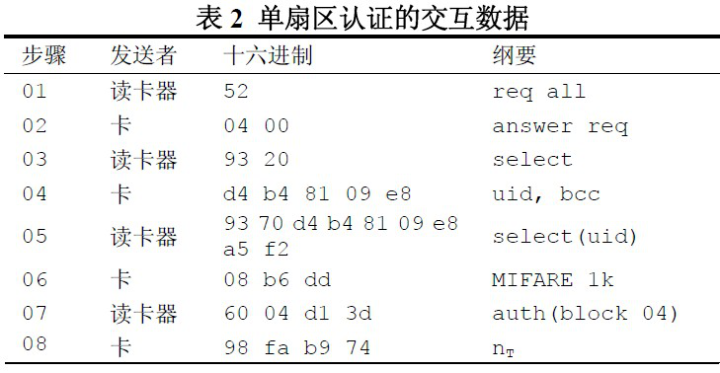 表 2 单扇区认证的交互数据
步骤 发送者 十六进制 纲要
01 读卡器 52 req all
02 卡 04 00 answer req
03 读卡器 93 20 select
04 卡 d4 b4 81 09 e8 uid, bcc
05 读卡器 93 70 d4 b4 81 09 e8 select(uid)
a5 f2
06 卡 08 b6 dd MIFARE 1k
07 读卡器 60 04 d1 3d auth(block 04)
08 卡 98 fa b9 74 nT